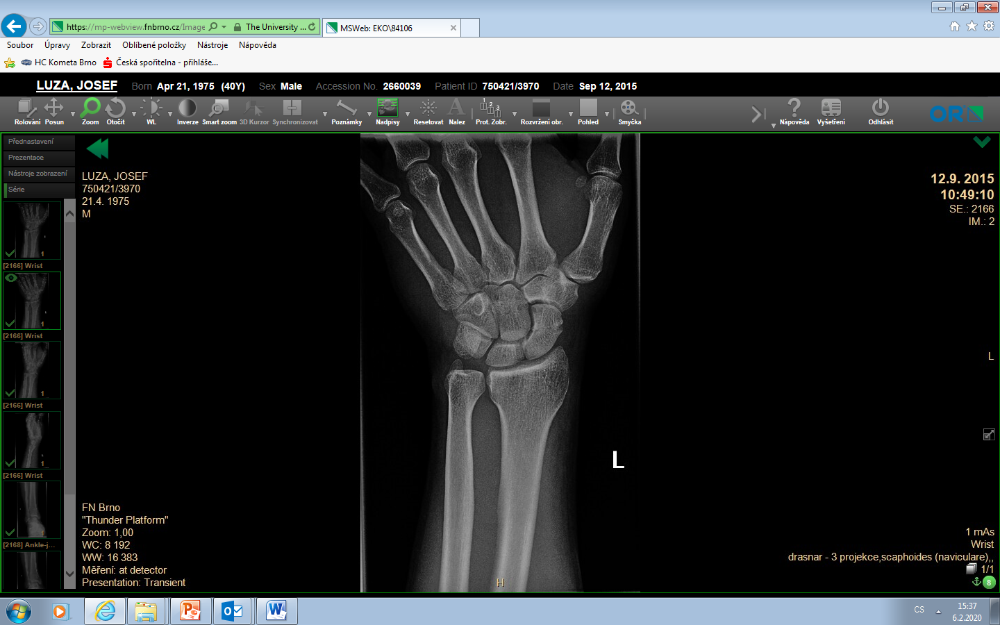 https://mp-webview.fnbrno.cz/Image
The University ...
MSWeb: EKO\84106
Soubor Úpravy Zobrazit Oblíbené položky Nástroje Nápověda
HC Kometa Brno Česká spořitelna - přihláše...
LUZA, JOSEF Born Apr 21, 1975 (40Y) Sex Male Accession No. 2660039 Patient ID 750421/3970 Date Sep 12, 2015
Rolování Posun Zoom Otočit WL Inverze Smart zoom 3D Kurzor Synchronizovat Poznámky Nadpisy Resetovat Nalez Prot. Zobr. Rozvržení obr. Pohled Smyčka Nápověda Vyšetření Odhlásit
Přednastavení
Prezentace
Nástroje zobrazení
Série
1
[2166] Wrist
1
[2166] Wrist
1
[2166] Wrist
1
[2166] Wrist
1
[2168] Ankle-j...
LUZA, JOSEF
750421/3970
21.4. 1975
M
12.9. 2015
10:49:10
SE.: 2166
IM.: 2
L
L
FN Brno
"Thunder Platform"
Zoom: 1,00
WC: 8 192
WW: 16 383
Měření: at detector
Presentation: Transient
H
1 mAs
Wrist
drasnar - 3 projekce,scaphoides (naviculare),,
1/1
8
CS
15:37
6.2.2020